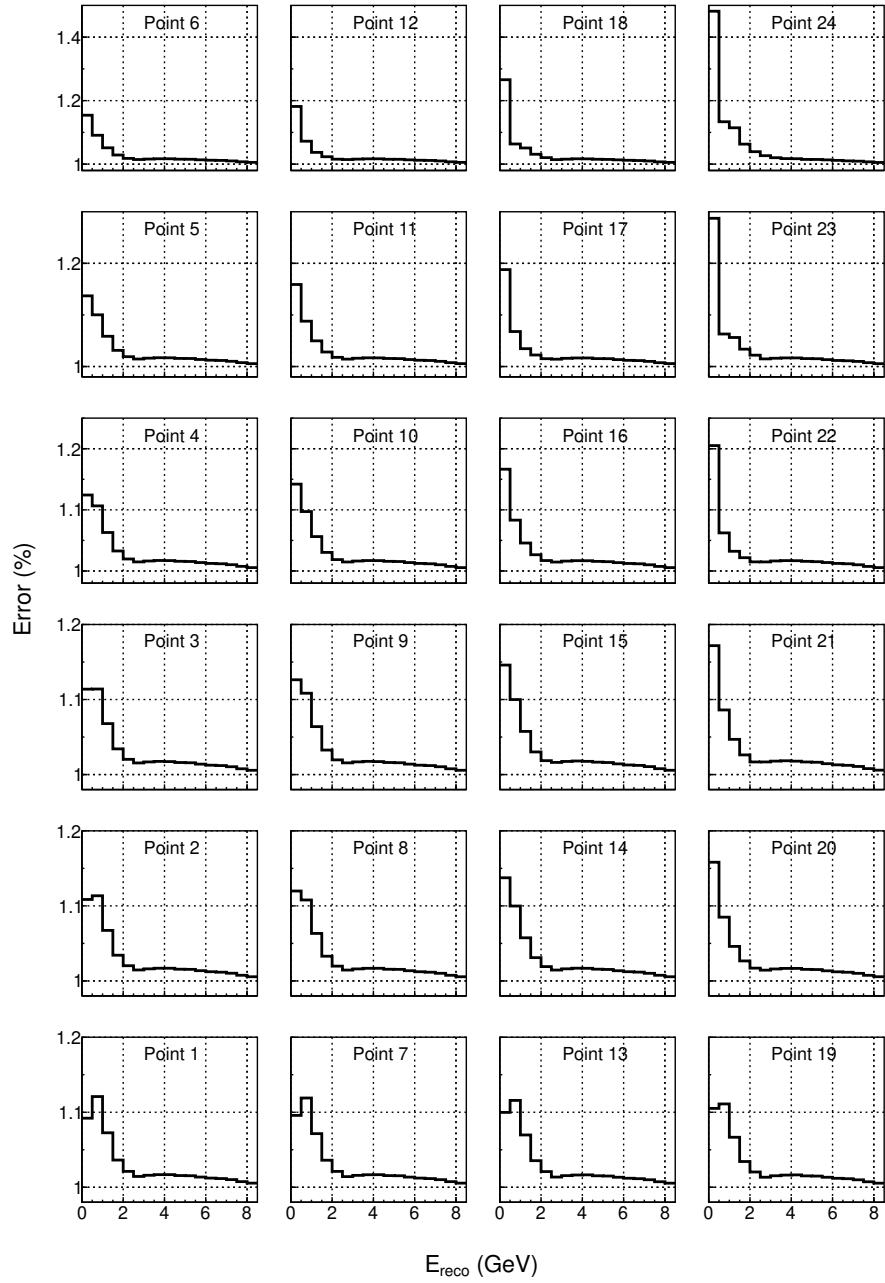 Point 6 Point 12 Point 18 Point 24
1.4
1.2
1
Point 5 Point 11 Point 17 Point 23
1.2
1
Point 4 Point 10 Point 16 Point 22
1.2
1.1
1
Error (%)
1.2
Point 3 Point 9 Point 15 Point 21
1.1
1
1.2
Point 2 Point 8 Point 14 Point 20
1.1
1
1.2
Point 1 Point 7 Point 13 Point 19
1.1
1
0 2 4 6 8 0 2 4 6 8 0 2 4 6 8 0 2 4 6 8
E_reco (GeV)